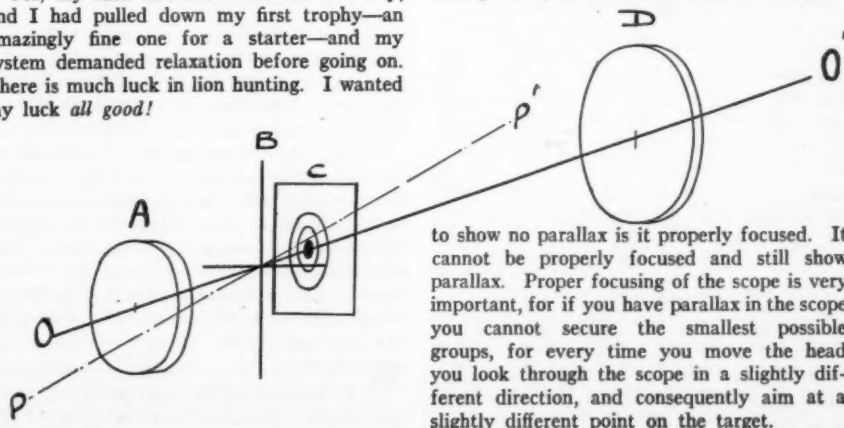 nd I had pulled down my first trophy—an
mazingly fine one for a starter—and my
ystem demanded relaxation before going on.
here is much luck in lion hunting. I wanted
y luck all good!
A
B
C
D
O
O'
P
P'
to show no parallax is it properly focused. It
cannot be properly focused and still show
parallax. Proper focusing of the scope is very
important, for if you have parallax in the scope
you cannot secure the smallest possible
groups, for every time you move the head
you look through the scope in a slightly dif-
ferent direction, and consequently aim at a
slightly different point on the target.